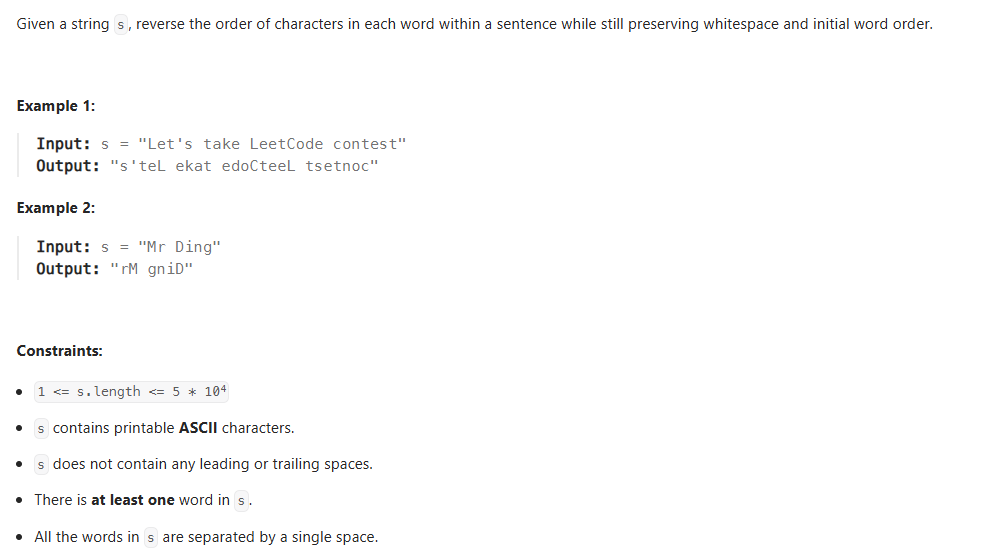 Given a string s, reverse the order of characters in each word within a sentence while still preserving whitespace and initial word order.
Example 1:
Input: s = "Let's take LeetCode contest"
Output: "s'teL ekat edoCteeL tsetnoc"
Example 2:
Input: s = "Mr Ding"
Output: "rM gniD"
Constraints:
• 1 <= s.length <= 5 * 10⁴
• s contains printable ASCII characters.
• s does not contain any leading or trailing spaces.
• There is at least one word in s.
• All the words in s are separated by a single space.